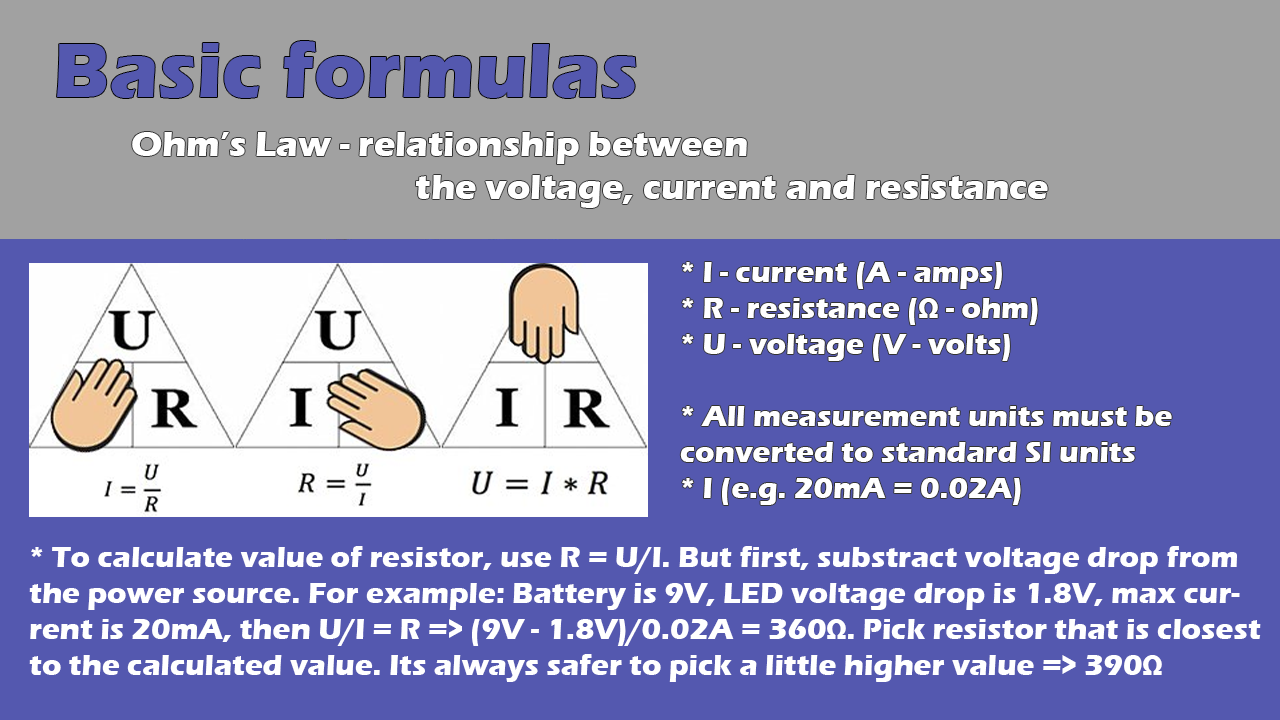 Basic formulas
Ohm's Law - relationship between
the voltage, current and resistance
U
R
I = U/R
U
I
R = U/I
I R
U = I * R
* I - current (A - amps)
* R - resistance (Ω - ohm)
* U - voltage (V - volts)
* All measurement units must be
converted to standard SI units
* I (e.g. 20mA = 0.02A)
* To calculate value of resistor, use R = U/I. But first, substract voltage drop from
the power source. For example: Battery is 9V, LED voltage drop is 1.8V, max cur-
rent is 20mA, then U/I = R => (9V - 1.8V)/0.02A = 360Ω. Pick resistor that is closest
to the calculated value. Its always safer to pick a little higher value => 390Ω